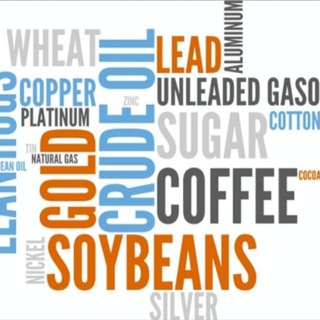 WHEAT
CRUDE OIL
LEAD
ALUMINUM
LEAN HOGS
COPPER
ZINC
UNLEADED GASO
PLATINUM
COTTON
GOLD
SUGAR
TIN
NATURAL GAS
EAN OIL
COFFEE
COCOA
NICKEL
SOYBEANS
SILVER